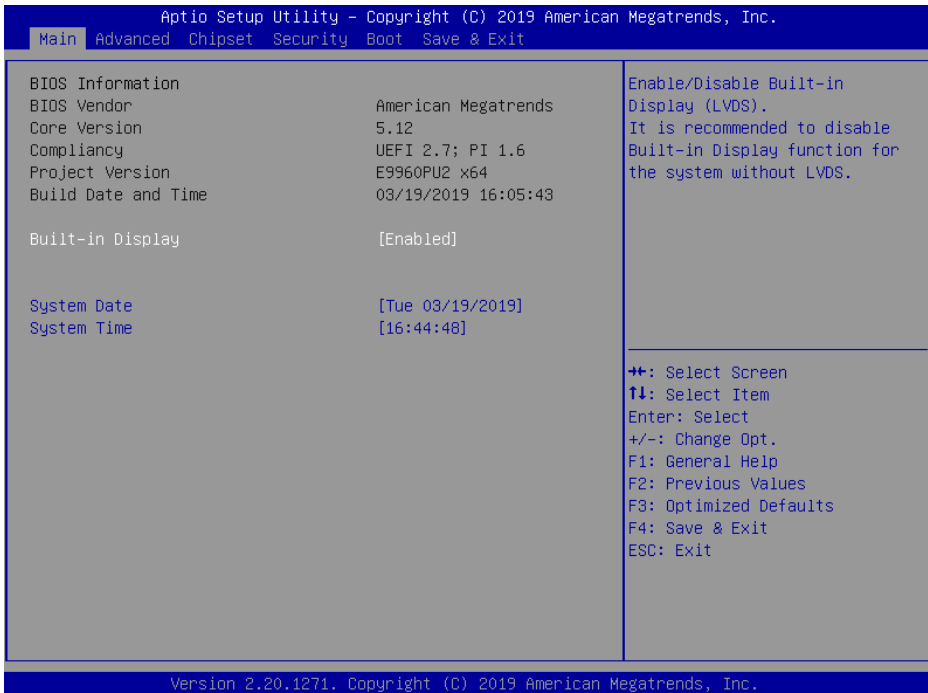 Aptio Setup Utility – Copyright (C) 2019 American Megatrends, Inc.
Main Advanced Chipset Security Boot Save & Exit
BIOS Information
BIOS Vendor American Megatrends
Core Version 5.12
Compliancy UEFI 2.7; PI 1.6
Project Version E9960PU2 x64
Build Date and Time 03/19/2019 16:05:43
Built-in Display [Enabled]
System Date [Tue 03/19/2019]
System Time [16:44:48]
Enable/Disable Built-in
Display (LVDS).
It is recommended to disable
Built-in Display function for
the system without LVDS.
→←: Select Screen
↑↓: Select Item
Enter: Select
+/-: Change Opt.
F1: General Help
F2: Previous Values
F3: Optimized Defaults
F4: Save & Exit
ESC: Exit
Version 2.20.1271. Copyright (C) 2019 American Megatrends, Inc.